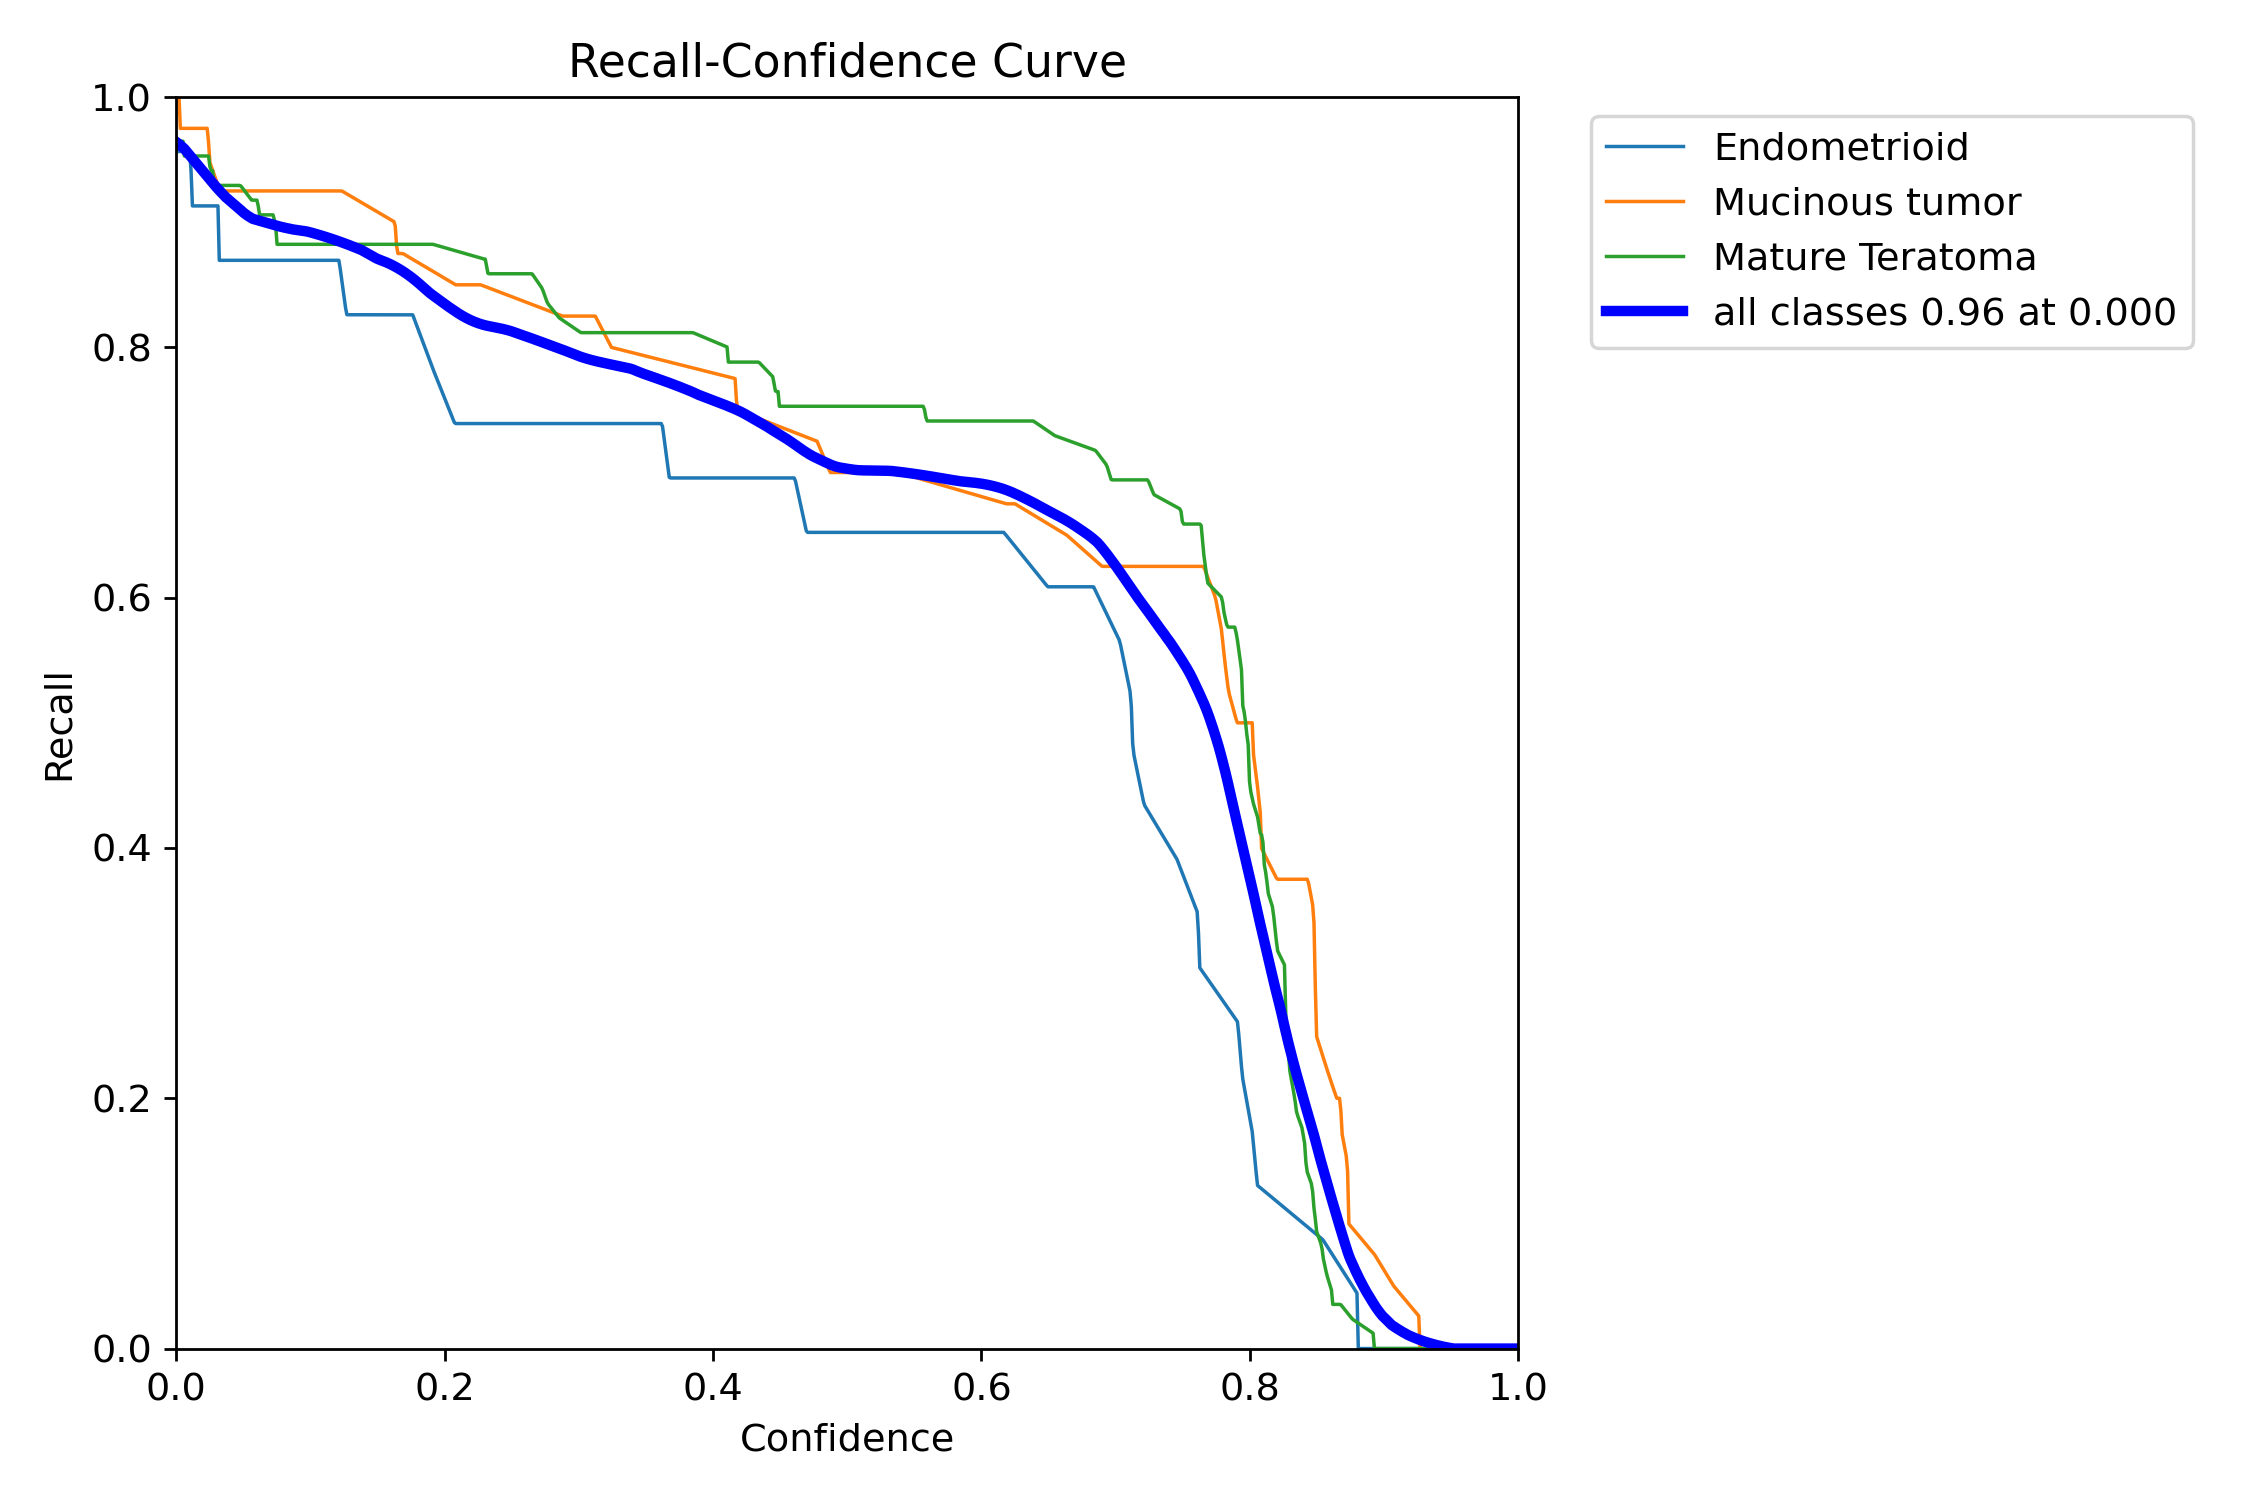 Recall-Confidence Curve
1.0
0.8
0.6
0.4
0.2
0.0
Recall
0.0 0.2 0.4 0.6 0.8 1.0
Confidence
Endometrioid
Mucinous tumor
Mature Teratoma
all classes 0.96 at 0.000